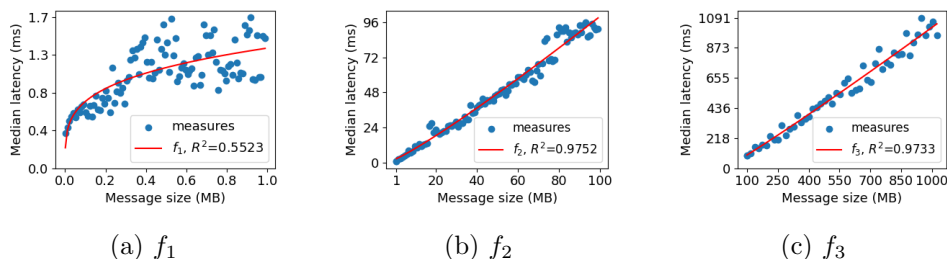 1.7
1.3
0.8
0.4
0.0
Median latency (ms)
measures
f₁, R²=0.5523
0.0 0.2 0.4 0.6 0.8 1.0
Message size (MB)
(a) f₁
96
72
48
24
0
Median latency (ms)
measures
f₂, R²=0.9752
1 20 40 60 80 100
Message size (MB)
(b) f₂
1091
873
655
436
218
0
Median latency (ms)
measures
f₃, R²=0.9733
100 250 400 550 700 850 1000
Message size (MB)
(c) f₃